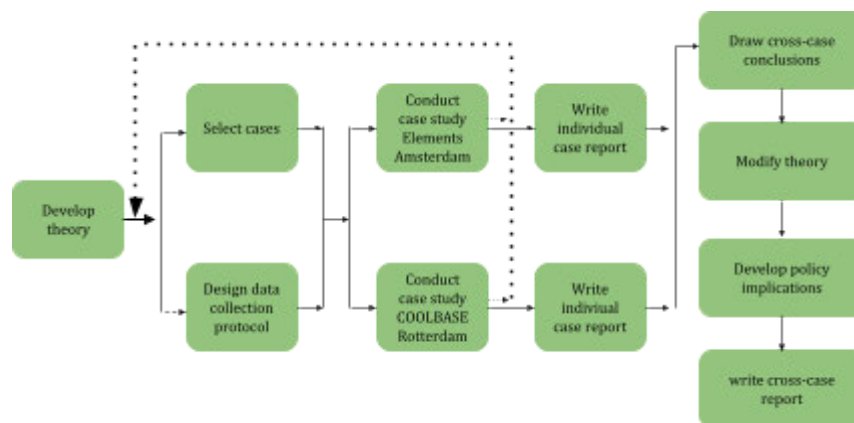 Develop
theory
Select cases
Design data
collection
protocol
Conduct
case study
Elements
Amsterdam
Conduct
case study
COOLBASE
Rotterdam
Write
individual
case report
Write
indiviual
case report
Draw cross-case
conclusions
Modify theory
Develop policy
implications
write cross-case
report